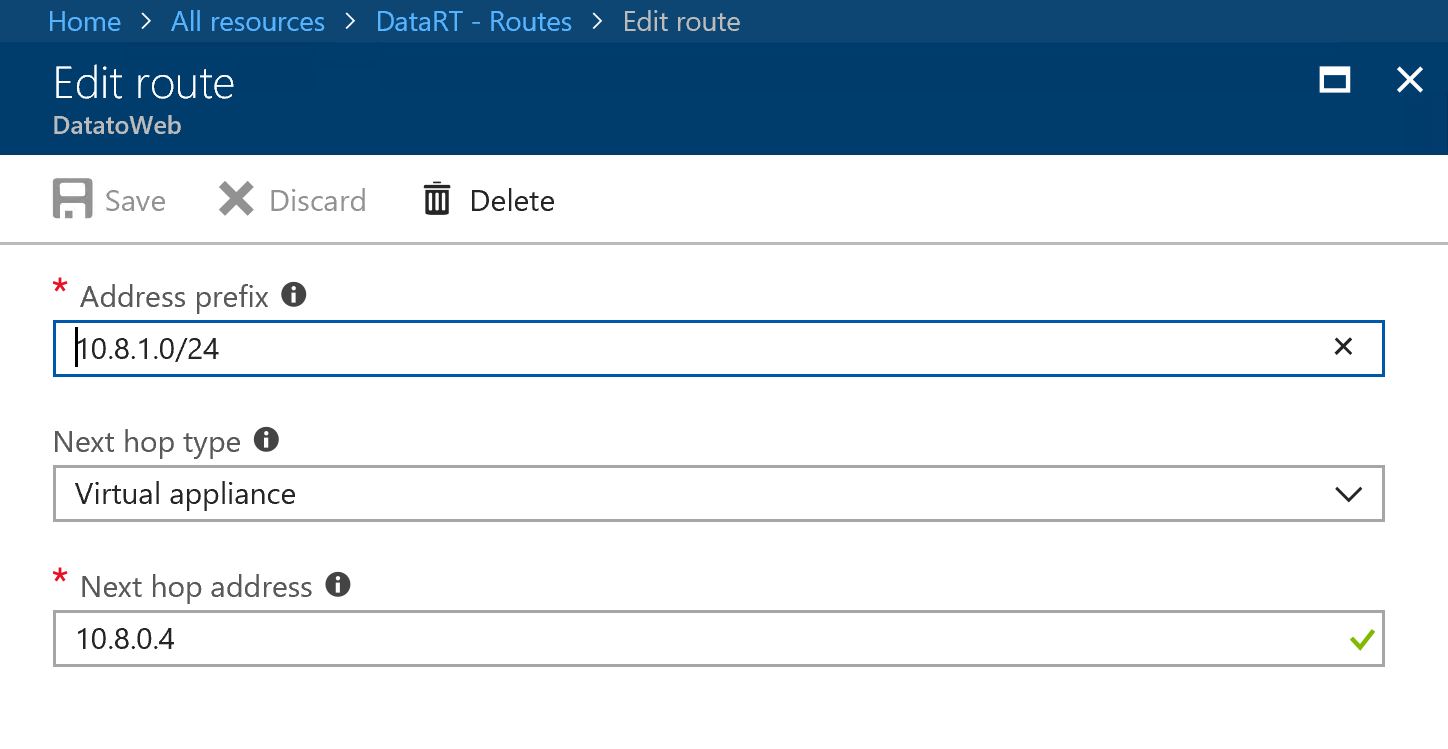 Home > All resources > DataRT - Routes > Edit route
Edit route
DatatoWeb
Save Discard Delete
* Address prefix
10.8.1.0/24
Next hop type
Virtual appliance
* Next hop address
10.8.0.4